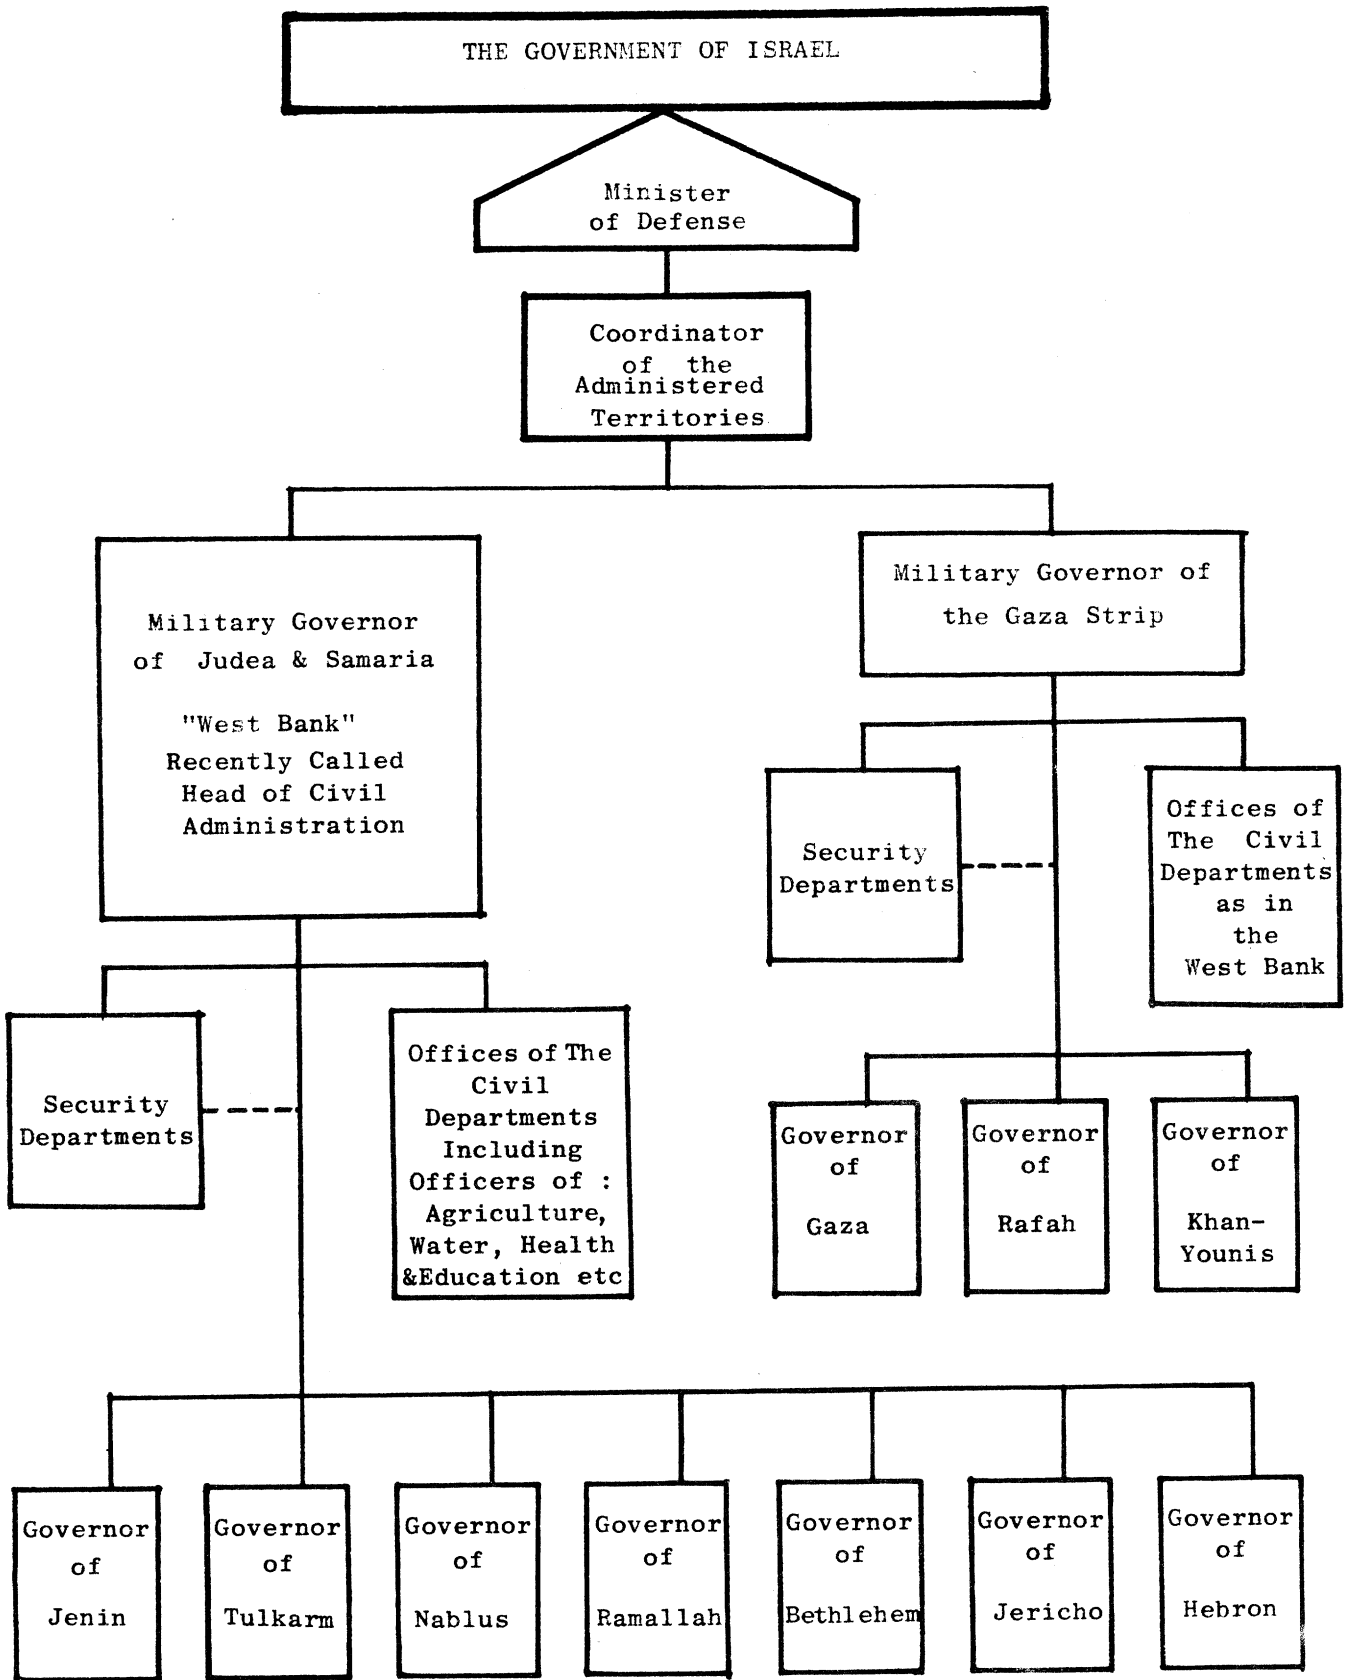 THE GOVERNMENT OF ISRAEL
Minister
of Defense
Coordinator
of the
Administered
Territories
Military Governor
of Judea & Samaria
"West Bank"
Recently Called
Head of Civil
Administration
Military Governor of
the Gaza Strip
Security
Departments
Offices of
The Civil
Departments
as in
the
West Bank
Security
Departments
Offices of The
Civil
Departments
Including
Officers of :
Agriculture,
Water, Health
&Education etc
Governor
of
Gaza
Governor
of
Rafah
Governor
of
Khan-
Younis
Governor
of
Jenin
Governor
of
Tulkarm
Governor
of
Nablus
Governor
of
Ramallah
Governor
of
Bethlehem
Governor
of
Jericho
Governor
of
Hebron